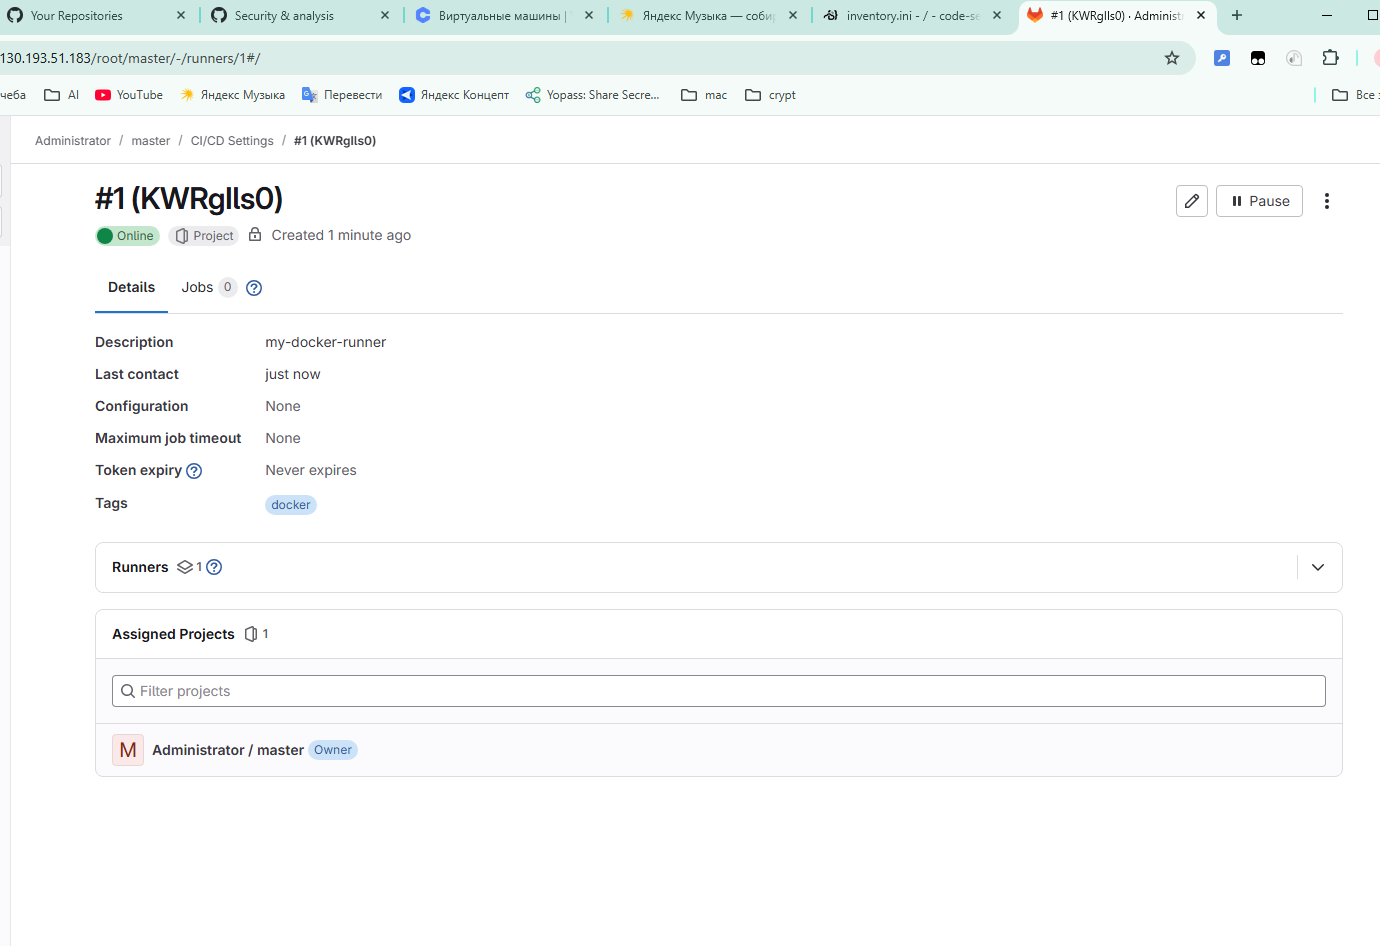 Your Repositories
Security & analysis
Виртуальные машины |
Яндекс Музыка — собир
inventory.ini - / - code-se
#1 (KWRgIls0) · Administ
130.193.51.183/root/master/-/runners/1#/
чеба
AI
YouTube
Яндекс Музыка
Перевести
Яндекс Концепт
Yopass: Share Secre...
mac
crypt
Все
Administrator / master / CI/CD Settings / #1 (KWRgIls0)
#1 (KWRgIls0)
Pause
Online
Project
Created 1 minute ago
Details
Jobs 0
Description my-docker-runner
Last contact just now
Configuration None
Maximum job timeout None
Token expiry Never expires
Tags docker
Runners 1
Assigned Projects 1
Filter projects
M Administrator / master Owner